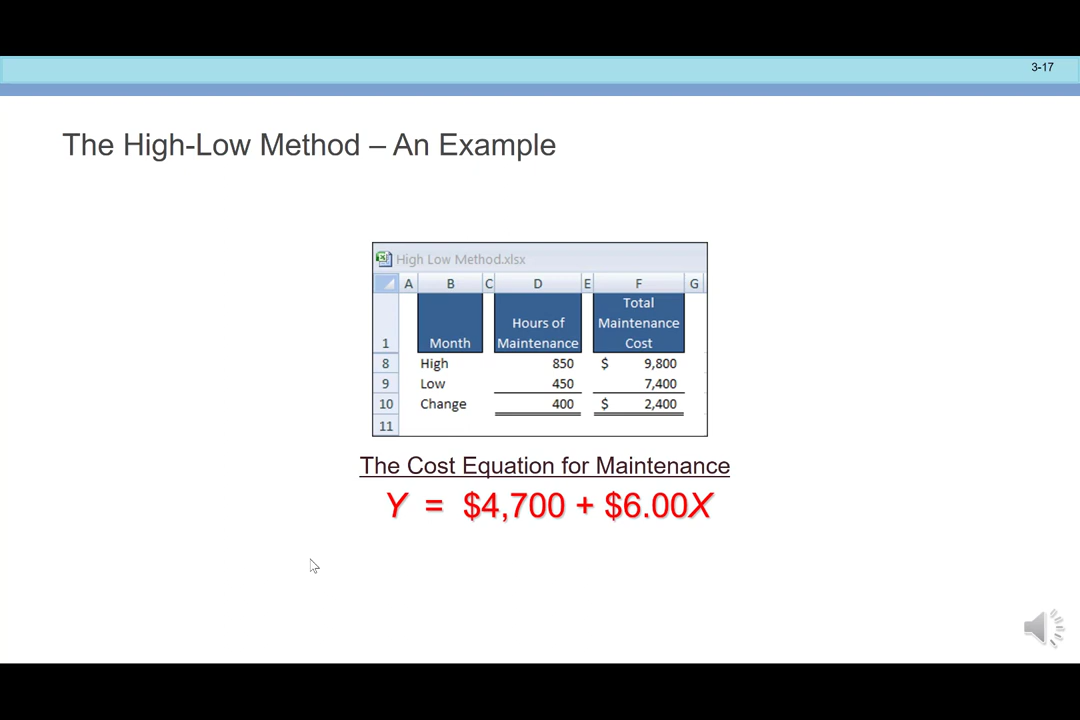 3-17
The High-Low Method – An Example
High Low Method.xlsx
A B C D E F G
1 Month Hours of Maintenance Total Maintenance Cost
8 High 850 $ 9,800
9 Low 450 7,400
10 Change 400 $ 2,400
11
The Cost Equation for Maintenance
Y = $4,700 + $6.00X